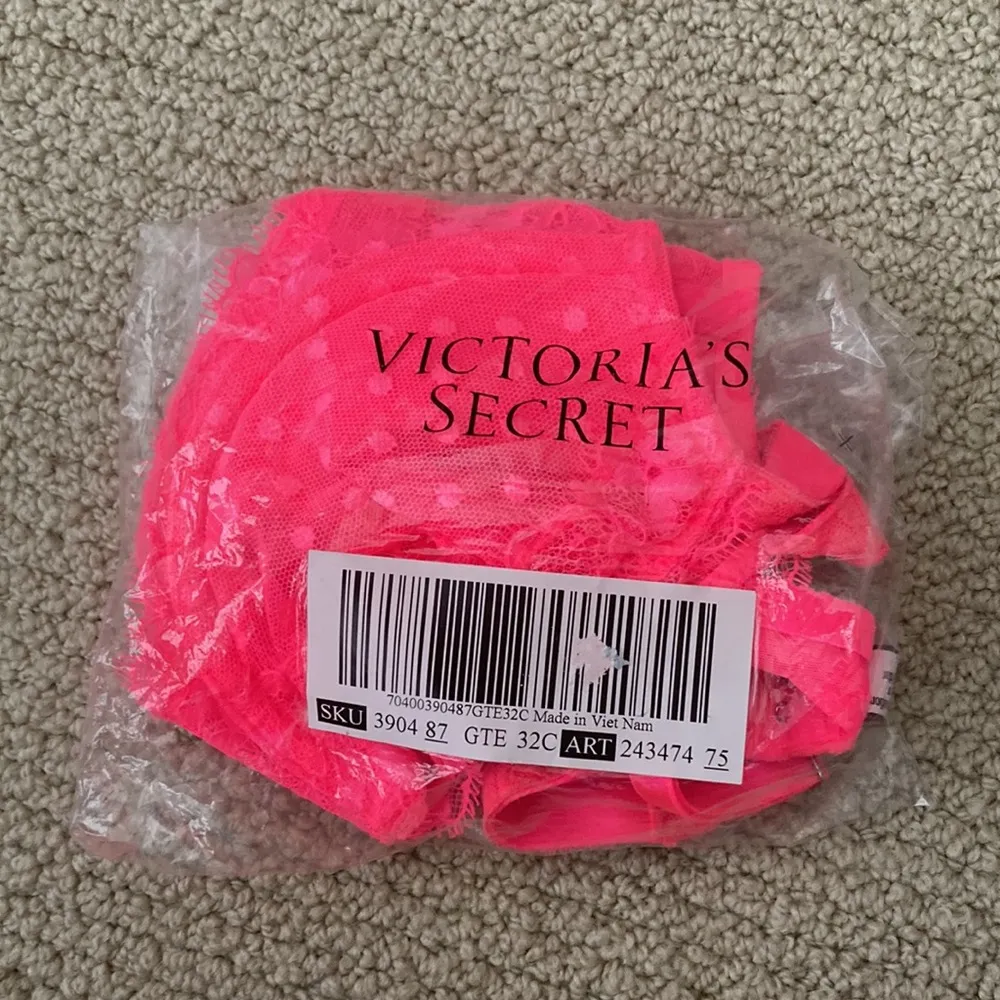 VICTORIA'S
SECRET
70400390487GTE32C Made in Viet Nam
SKU 3904 87 GTE 32C ART 243474 75